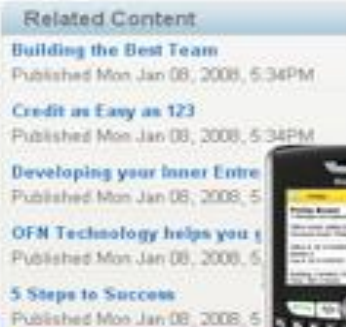 Related Content
Building the Best Team
Published Mon Jan 08, 2008, 5:34PM
Credit as Easy as 123
Published Mon Jan 08, 2008, 5:34PM
Developing your Inner Entre
Published Mon Jan 08, 2008, 5
OFN Technology helps you
Published Mon Jan 08, 2008, 5
5 Steps to Success
Published Mon Jan 08, 2008, 5